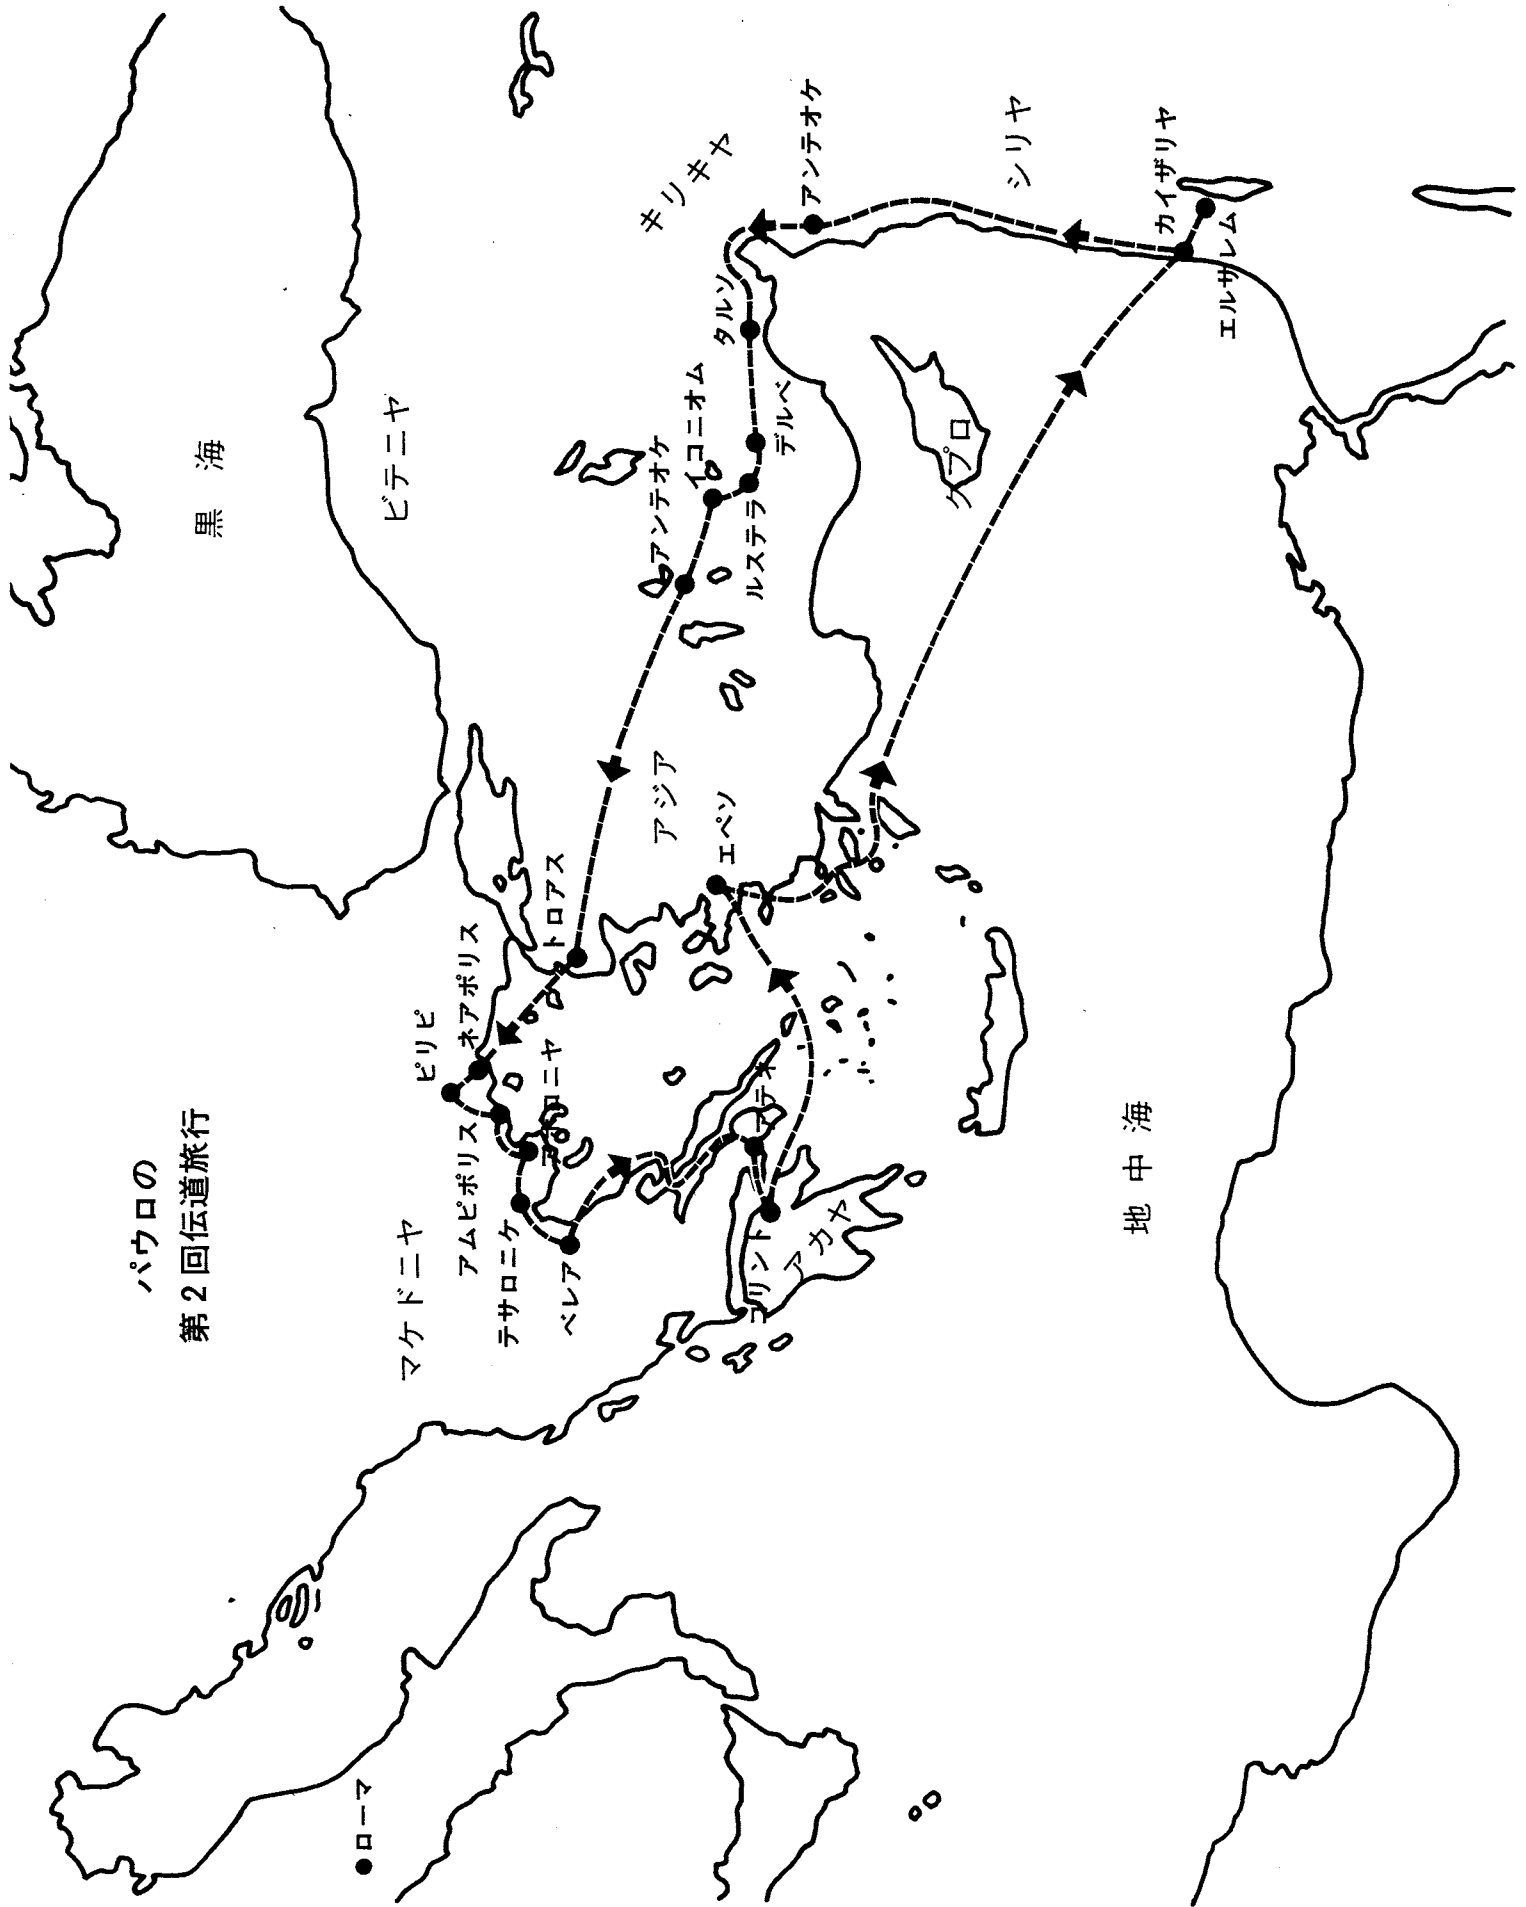 パウロの
第2回伝道旅行
黒海
ビテニヤ
マケドニヤ
ピリピ
ネアポリス
アムピポリス
テサロニケ
ベレア
トロアス
アジア
エペソ
アンテオケ
イコニオム
ルステラ
デルベ
タルソ
キリキヤ
アンテオケ
シリヤ
カイザリヤ
エルサレム
クプロ
アポロニヤ
アテネ
コリント
アカヤ
地中海
ローマ